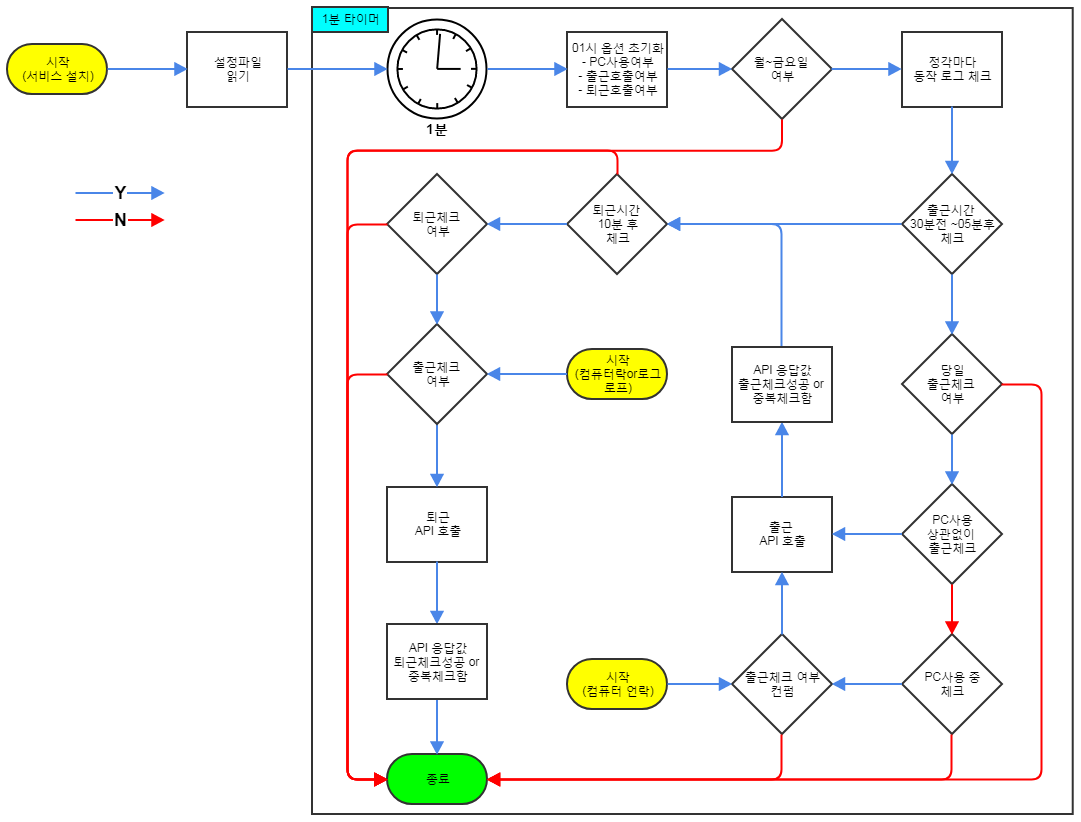 1분 타이머
시작
(서비스 설치)
설정파일
읽기
1분
01시 옵션 초기화
- PC사용여부
- 출근호출여부
- 퇴근호출여부
월~금요일
여부
정각마다
동작 로그 체크
Y
N
퇴근체크
여부
퇴근시간
10분 후
체크
출근시간
30분전 ~05분후
체크
출근체크
여부
시작
(컴퓨터락or로그
로프)
API 응답값
출근체크성공 or
중복체크함
당일
출근체크
여부
퇴근
API 호출
출근
API 호출
PC사용
상관없이
출근체크
API 응답값
퇴근체크성공 or
중복체크함
시작
(컴퓨터 언락)
출근체크 여부
컨펌
PC사용 중
체크
종료